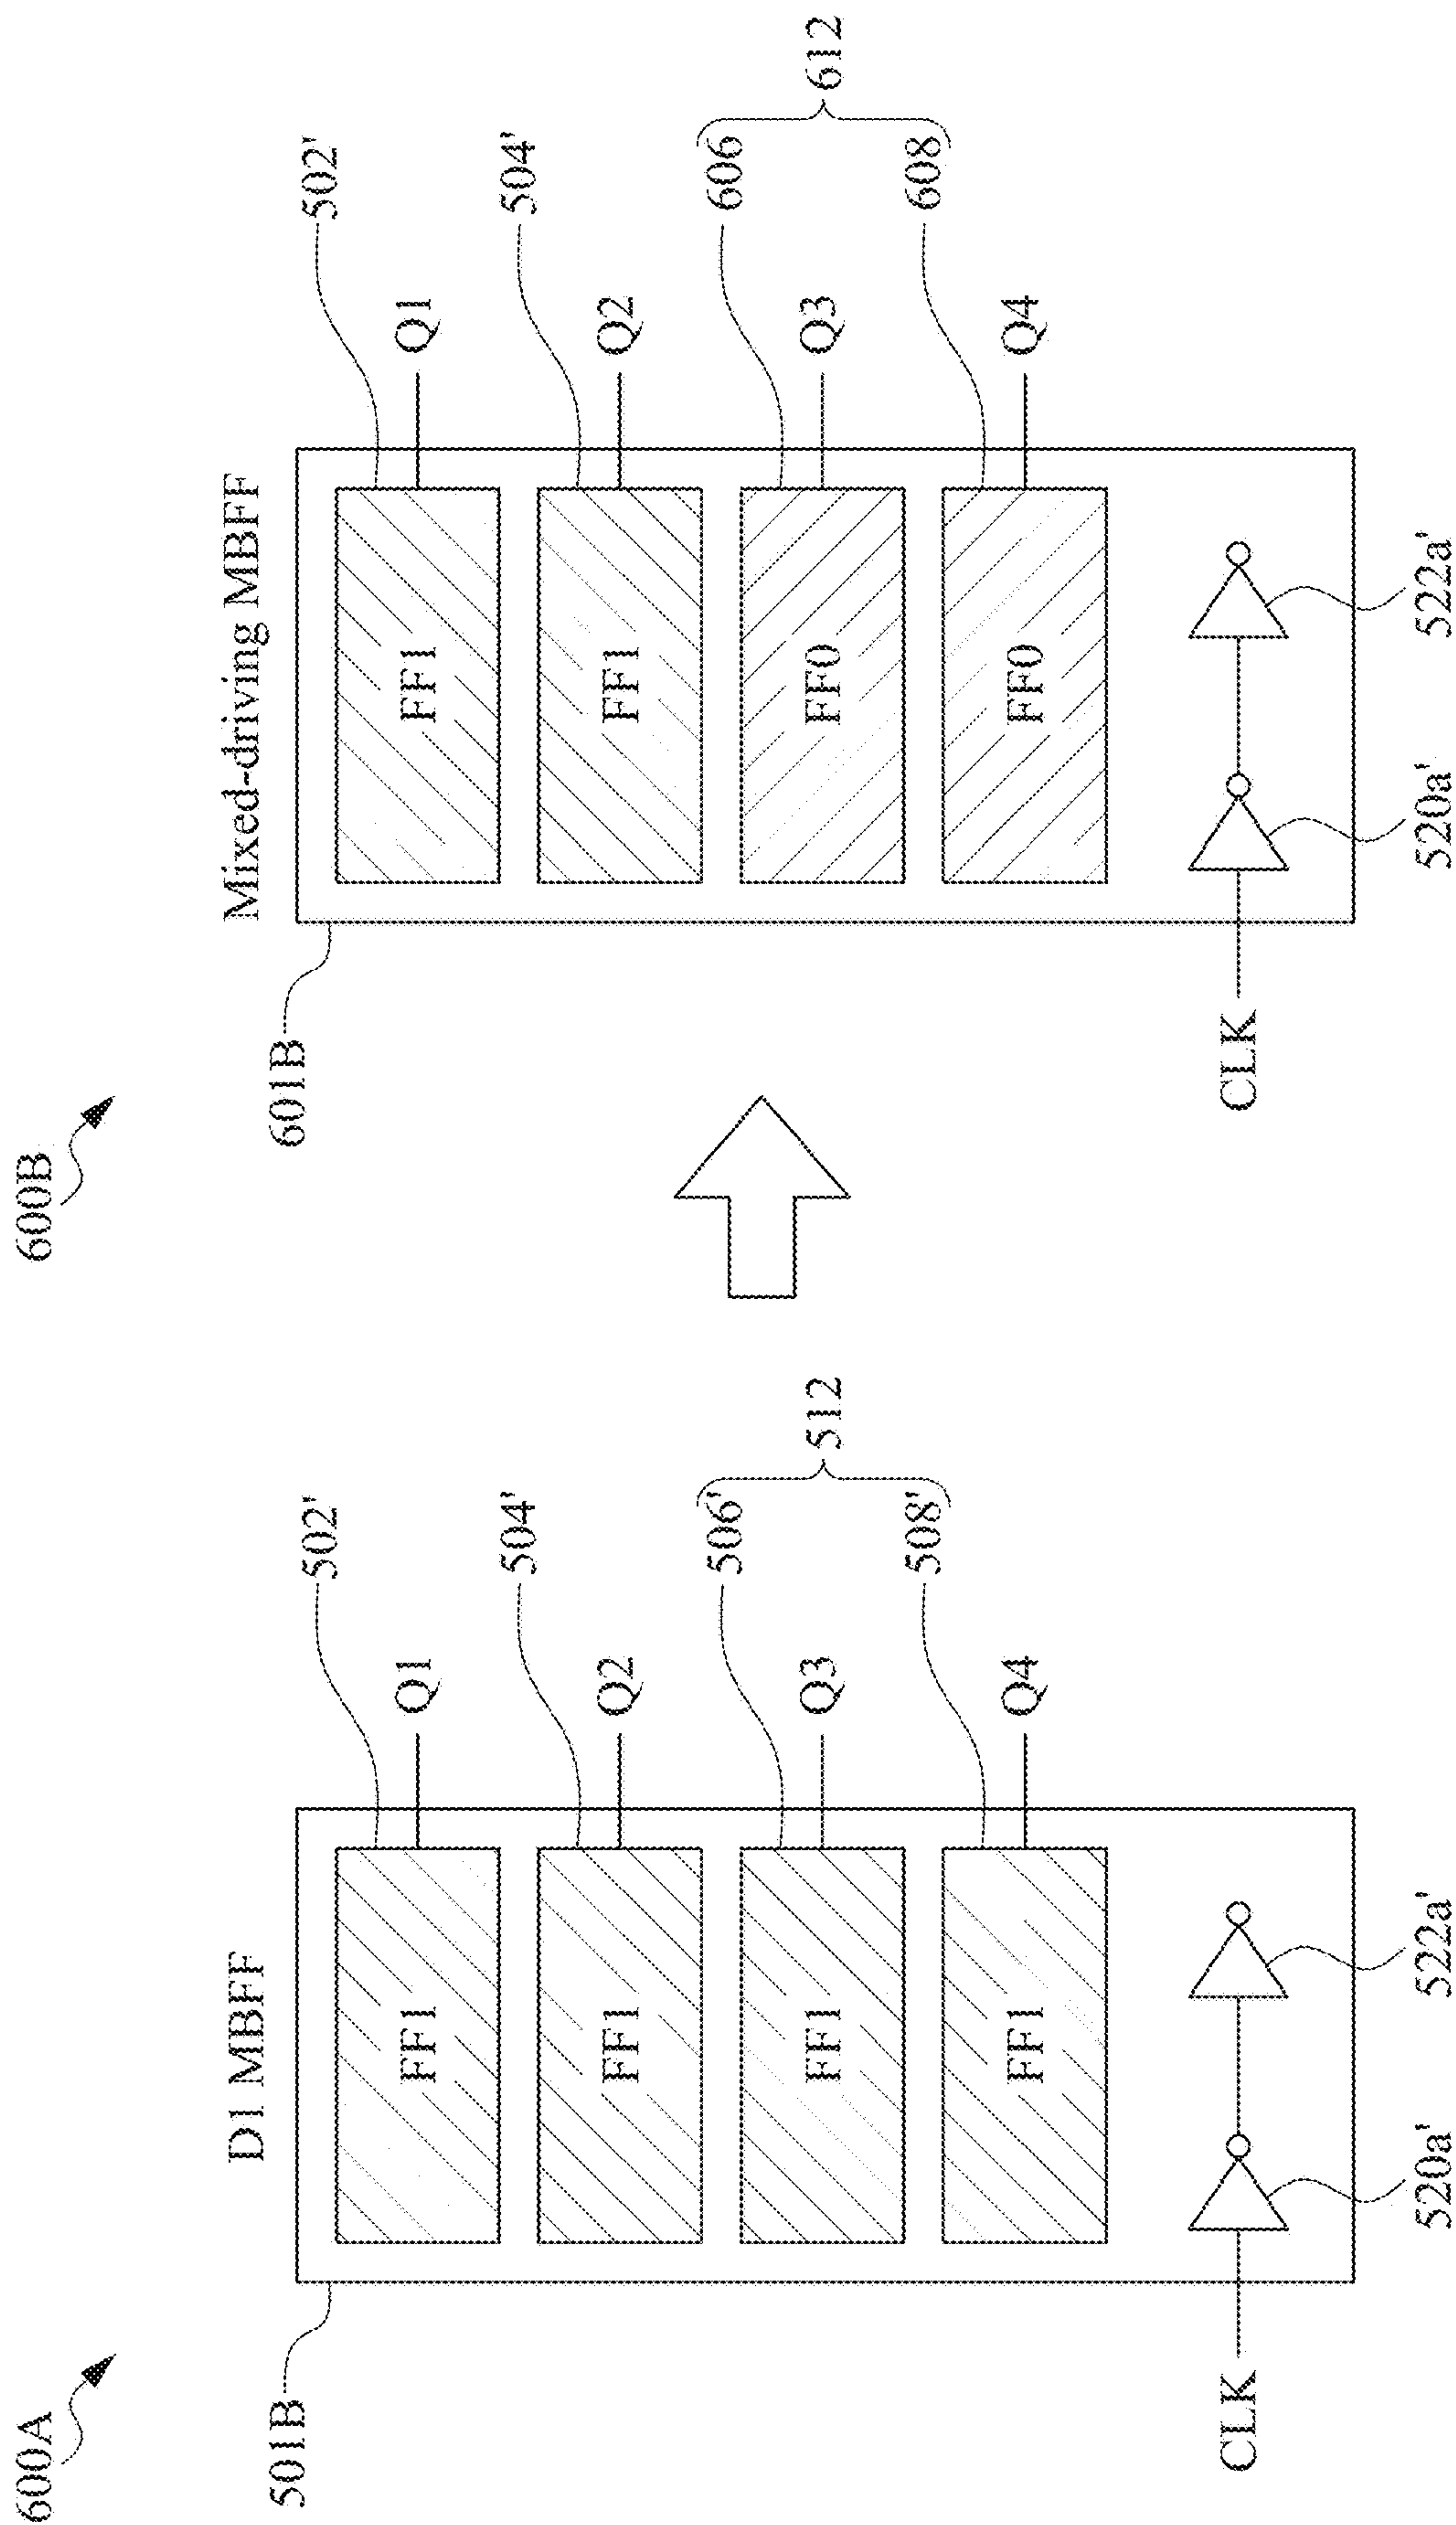 600A
D1 MBFF
501B
FF1
Q1
502'
FF1
Q2
504'
FF1
Q3
506'
FF1
Q4
508'
512
CLK
520a'
522a'
600B
Mixed-driving MBFF
601B
FF1
Q1
502'
FF1
Q2
504'
FF0
Q3
606
FF0
Q4
608
612
CLK
520a'
522a'